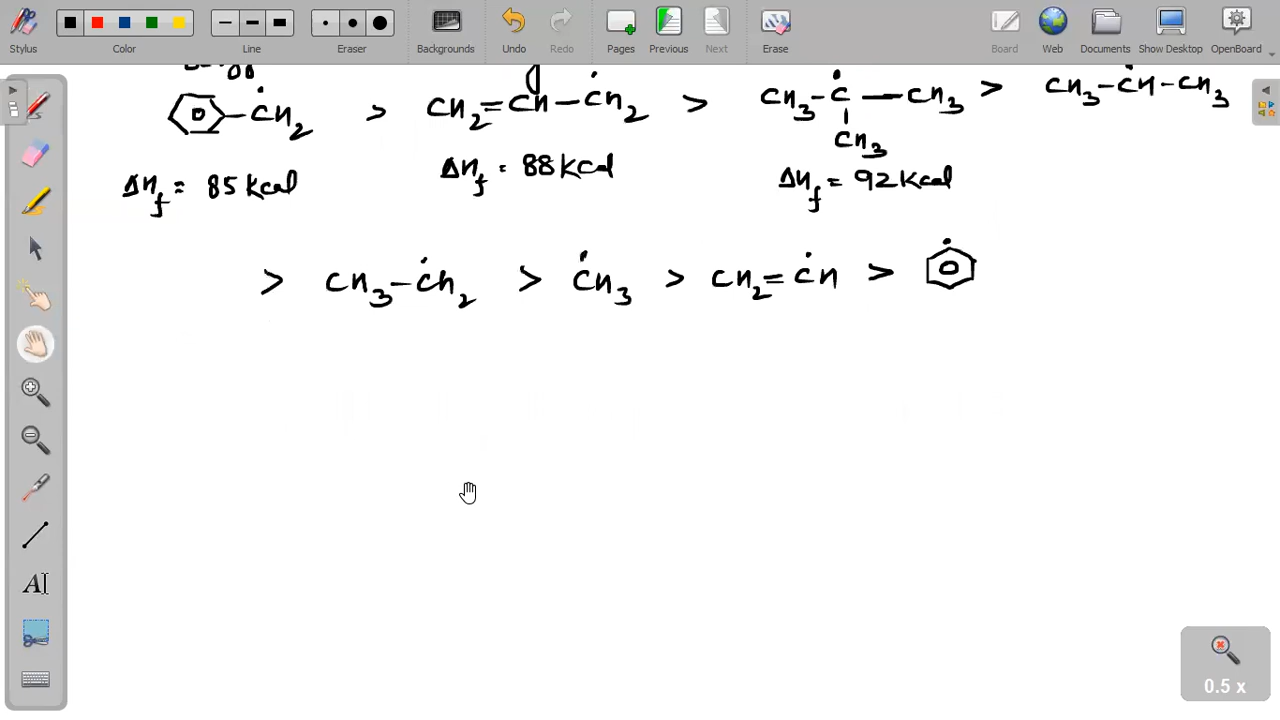 Stylus Color Line Eraser Backgrounds Undo Redo Pages Previous Next Erase Board Web Documents Show Desktop OpenBoard
ĊH2 > CH2=CH–ĊH2 > CH3–Ċ–CH3 > CH3–ĊH–CH3
CH3
ΔHf = 85 Kcal ΔHf = 88 Kcal ΔHf = 92 Kcal
> CH3–ĊH2 > ĊH3 > CH2=ĊH >
0.5 x